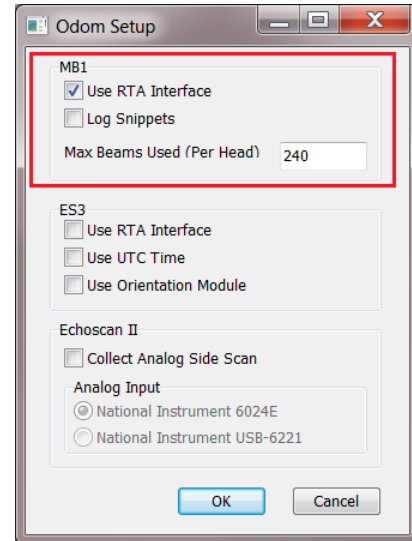 Odom Setup
MB1
Use RTA Interface
Log Snippets
Max Beams Used (Per Head) 240
ES3
Use RTA Interface
Use UTC Time
Use Orientation Module
Echoscan II
Collect Analog Side Scan
Analog Input
National Instrument 6024E
National Instrument USB-6221
OK Cancel